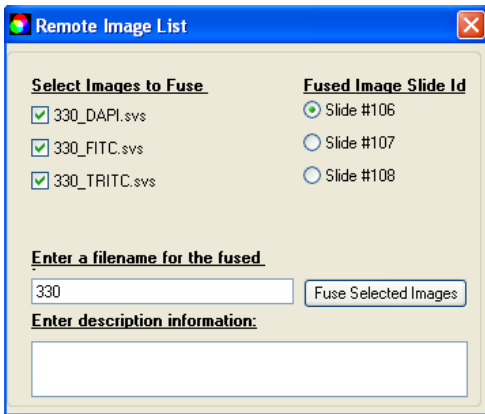 Remote Image List
Select Images to Fuse
Fused Image Slide Id
330_DAPI.svs
Slide #106
330_FITC.svs
Slide #107
330_TRITC.svs
Slide #108
Enter a filename for the fused
330
Fuse Selected Images
Enter description information: